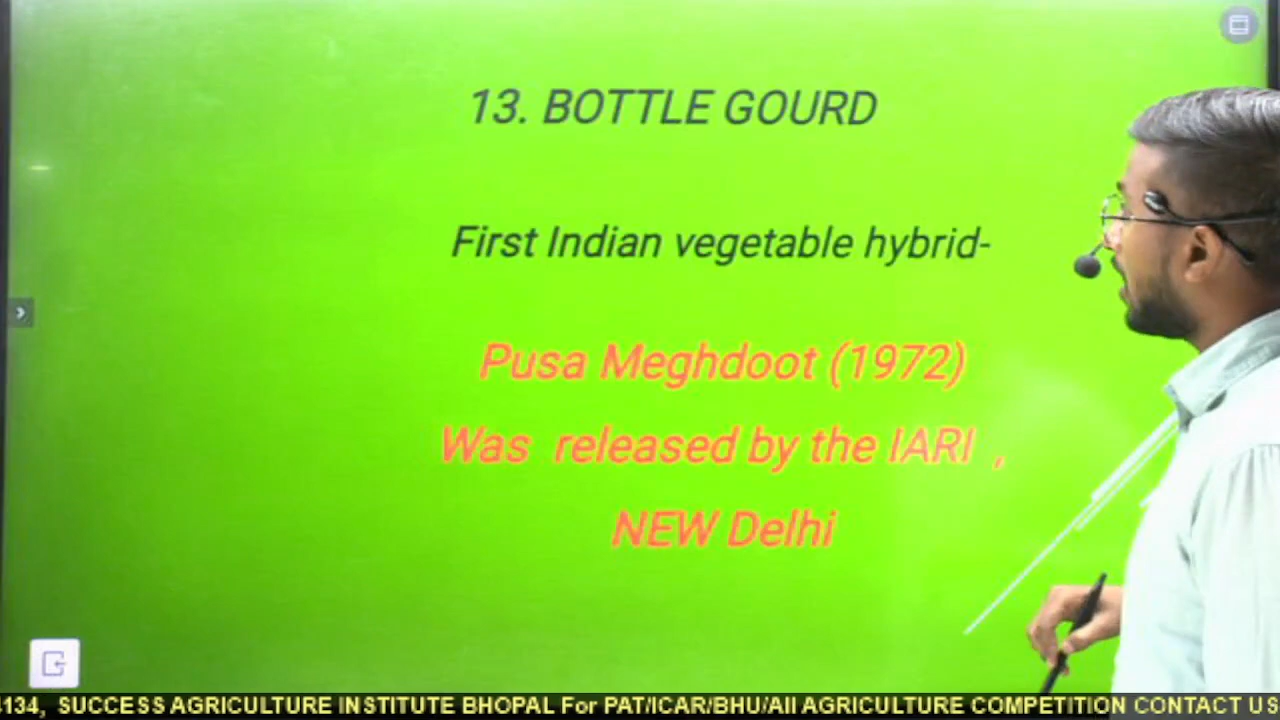 13. BOTTLE GOURD
First Indian vegetable hybrid-
Pusa Meghdoot (1972)
Was released by the IARI ,
NEW Delhi
4134, SUCCESS AGRICULTURE INSTITUTE BHOPAL For PAT/ICAR/BHU/All AGRICULTURE COMPETITION CONTACT US